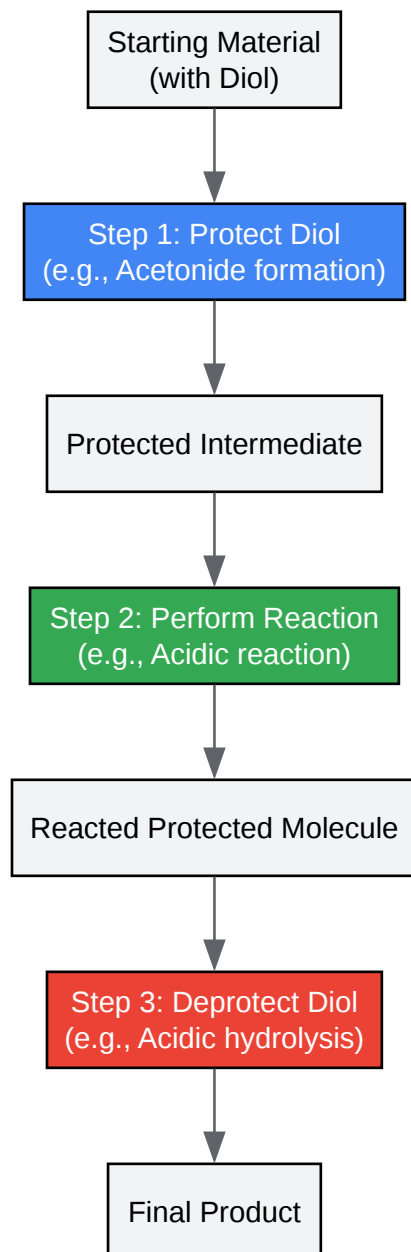 Starting Material
(with Diol)
Step 1: Protect Diol
(e.g., Acetonide formation)
Protected Intermediate
Step 2: Perform Reaction
(e.g., Acidic reaction)
Reacted Protected Molecule
Step 3: Deprotect Diol
(e.g., Acidic hydrolysis)
Final Product